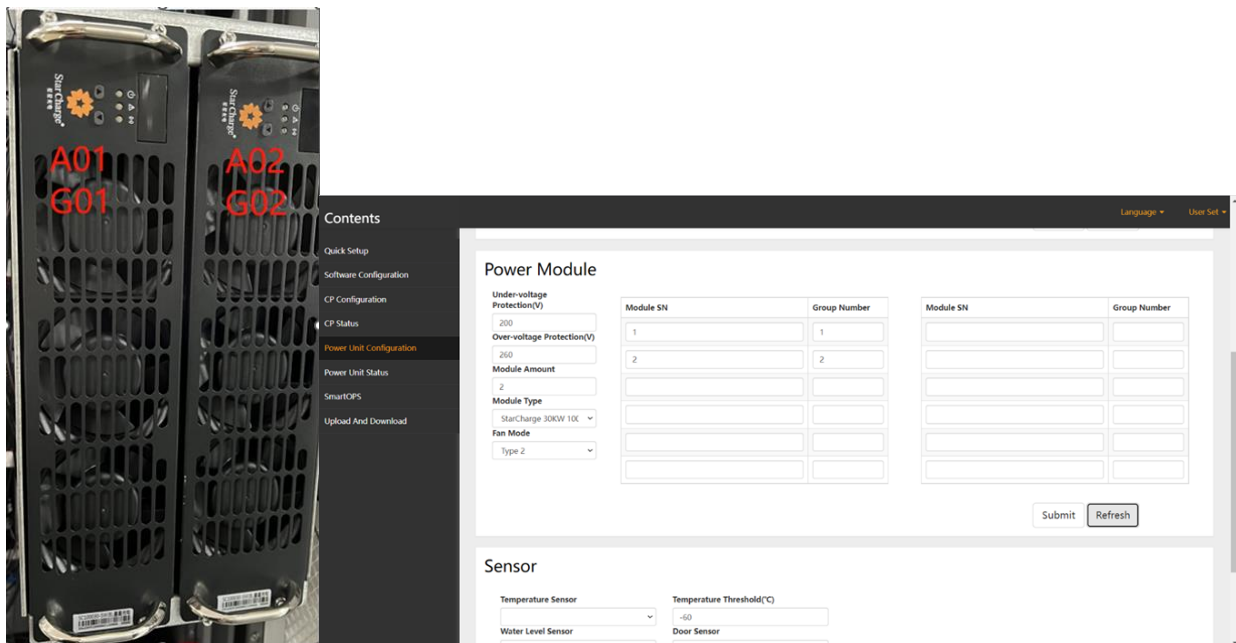 StarCharge
StarCharge
A01
G01
A02
G02
Contents
Language
User Set
Quick Setup
Software Configuration
CP Configuration
CP Status
Power Unit Configuration
Power Unit Status
SmartOPS
Upload And Download
Power Module
Under-voltage
Protection(V)
200
Over-voltage Protection(V)
260
Module Amount
2
Module Type
StarCharge 30KW 10
Fan Mode
Type 2
Module SN Group Number
1 1
2 2
Module SN Group Number
Submit Refresh
Sensor
Temperature Sensor
Temperature Threshold(℃)
-60
Water Level Sensor
Door Sensor